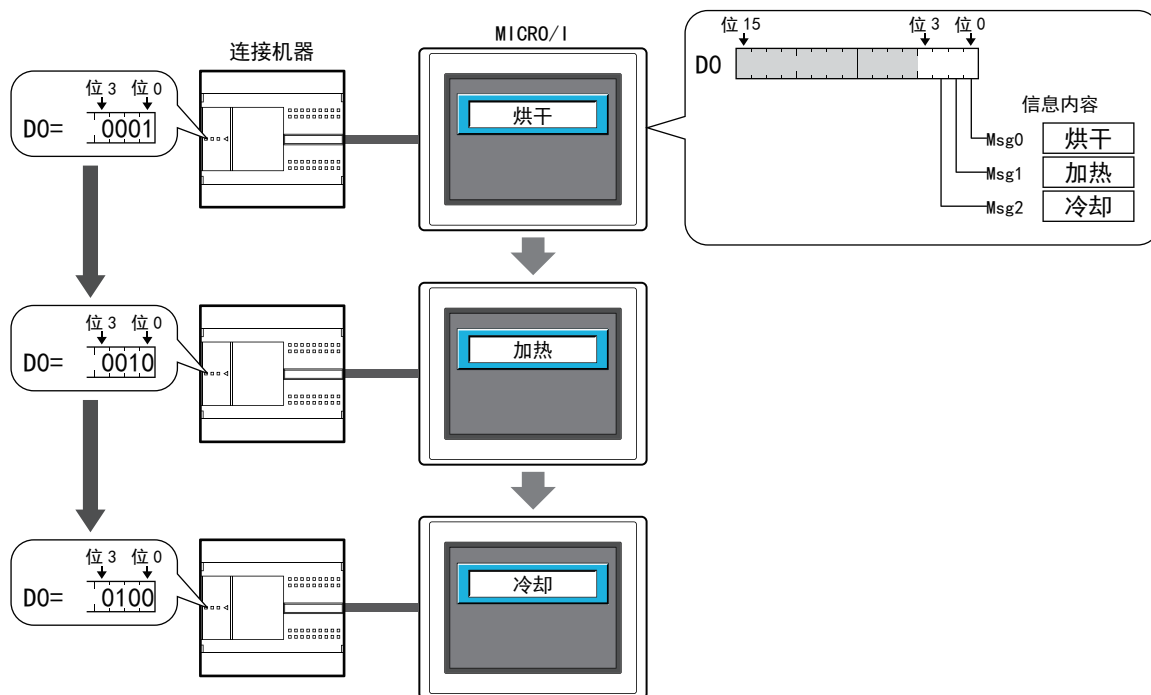 连接机器
MICRO/I
位 3 位 0
D0= 0001
烘干
位 15 位 3 位 0
D0
信息内容
Msg0 烘干
Msg1 加热
Msg2 冷却
位 3 位 0
D0= 0010
加热
位 3 位 0
D0= 0100
冷却